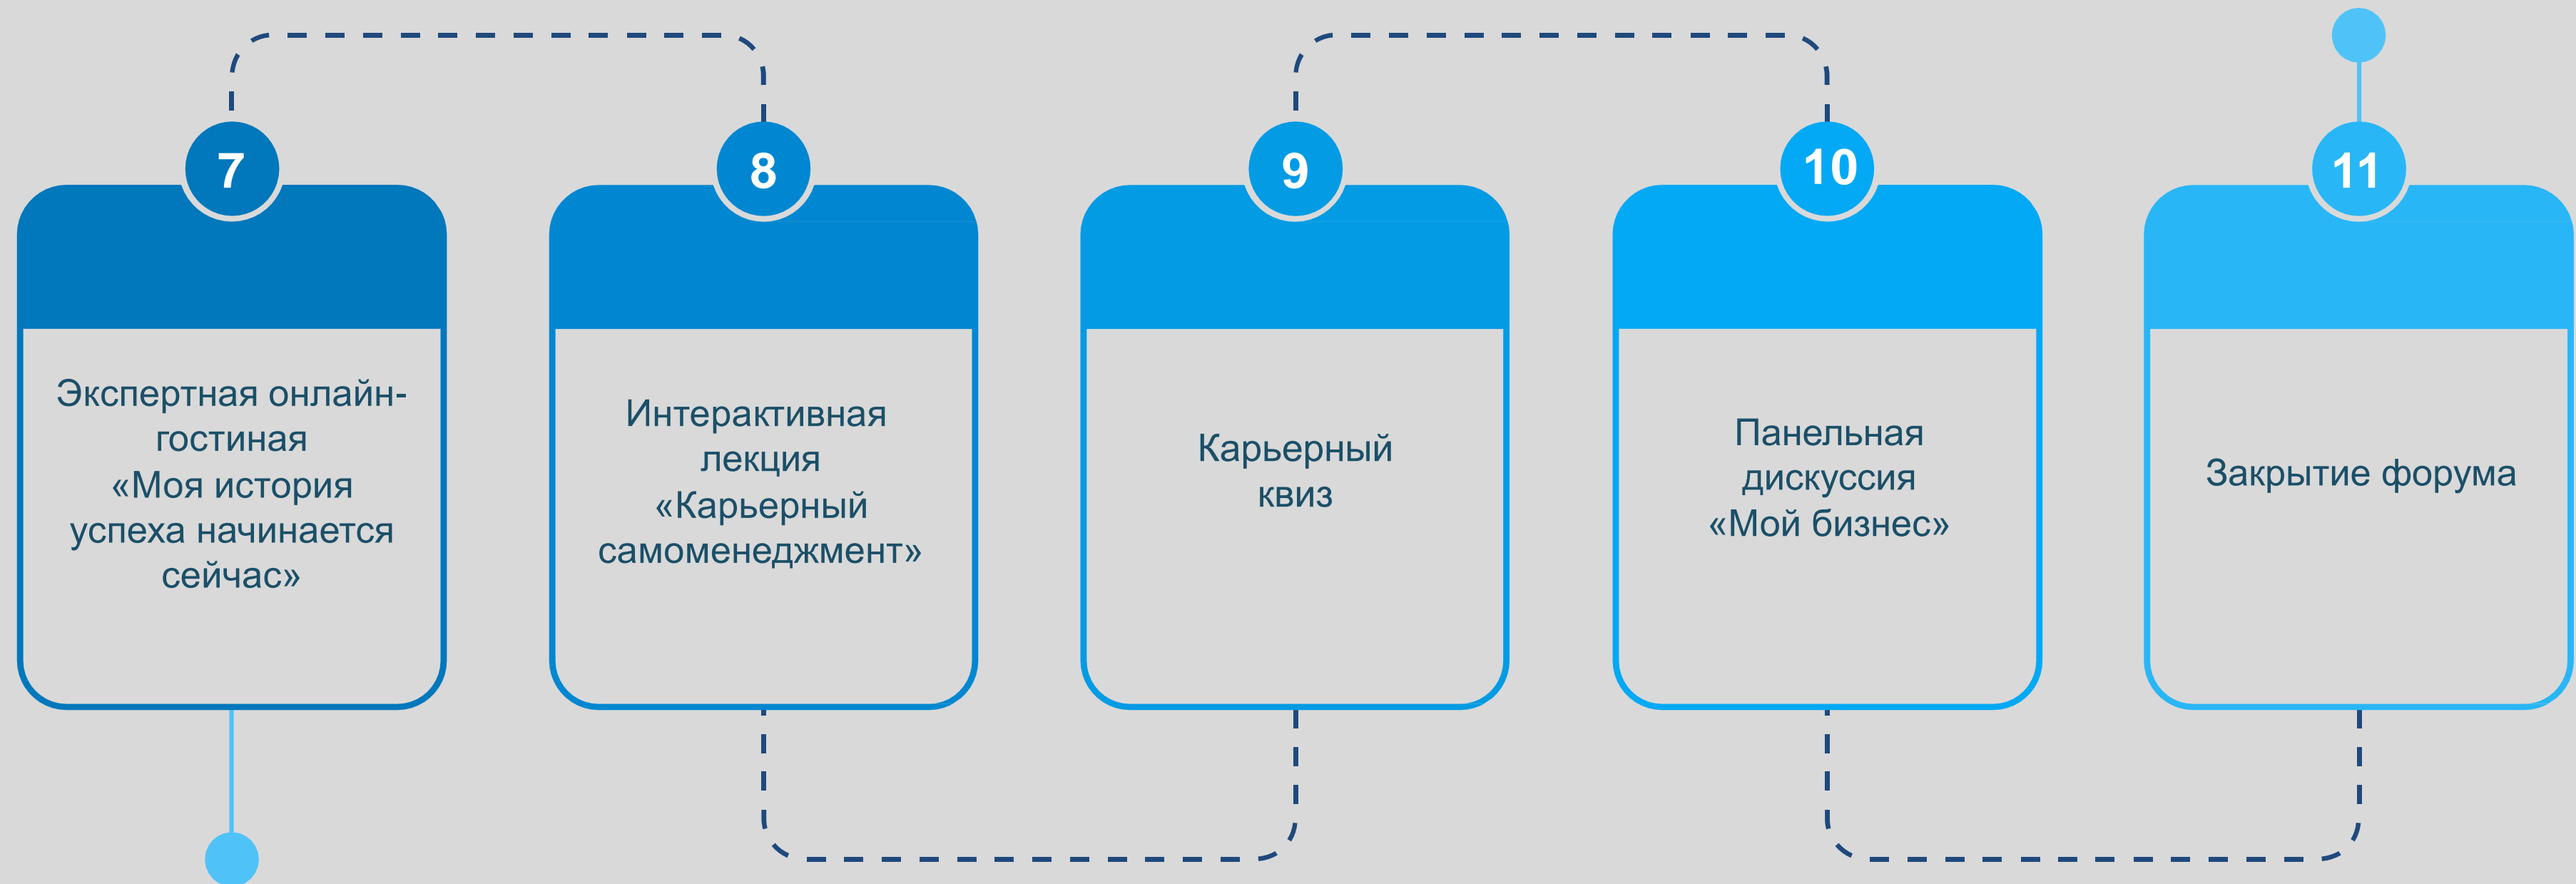 7
Экспертная онлайн-
гостиная
«Моя история
успеха начинается
сейчас»
8
Интерактивная
лекция
«Карьерный
самоменеджмент»
9
Карьерный
квиз
10
Панельная
дискуссия
«Мой бизнес»
11
Закрытие форума